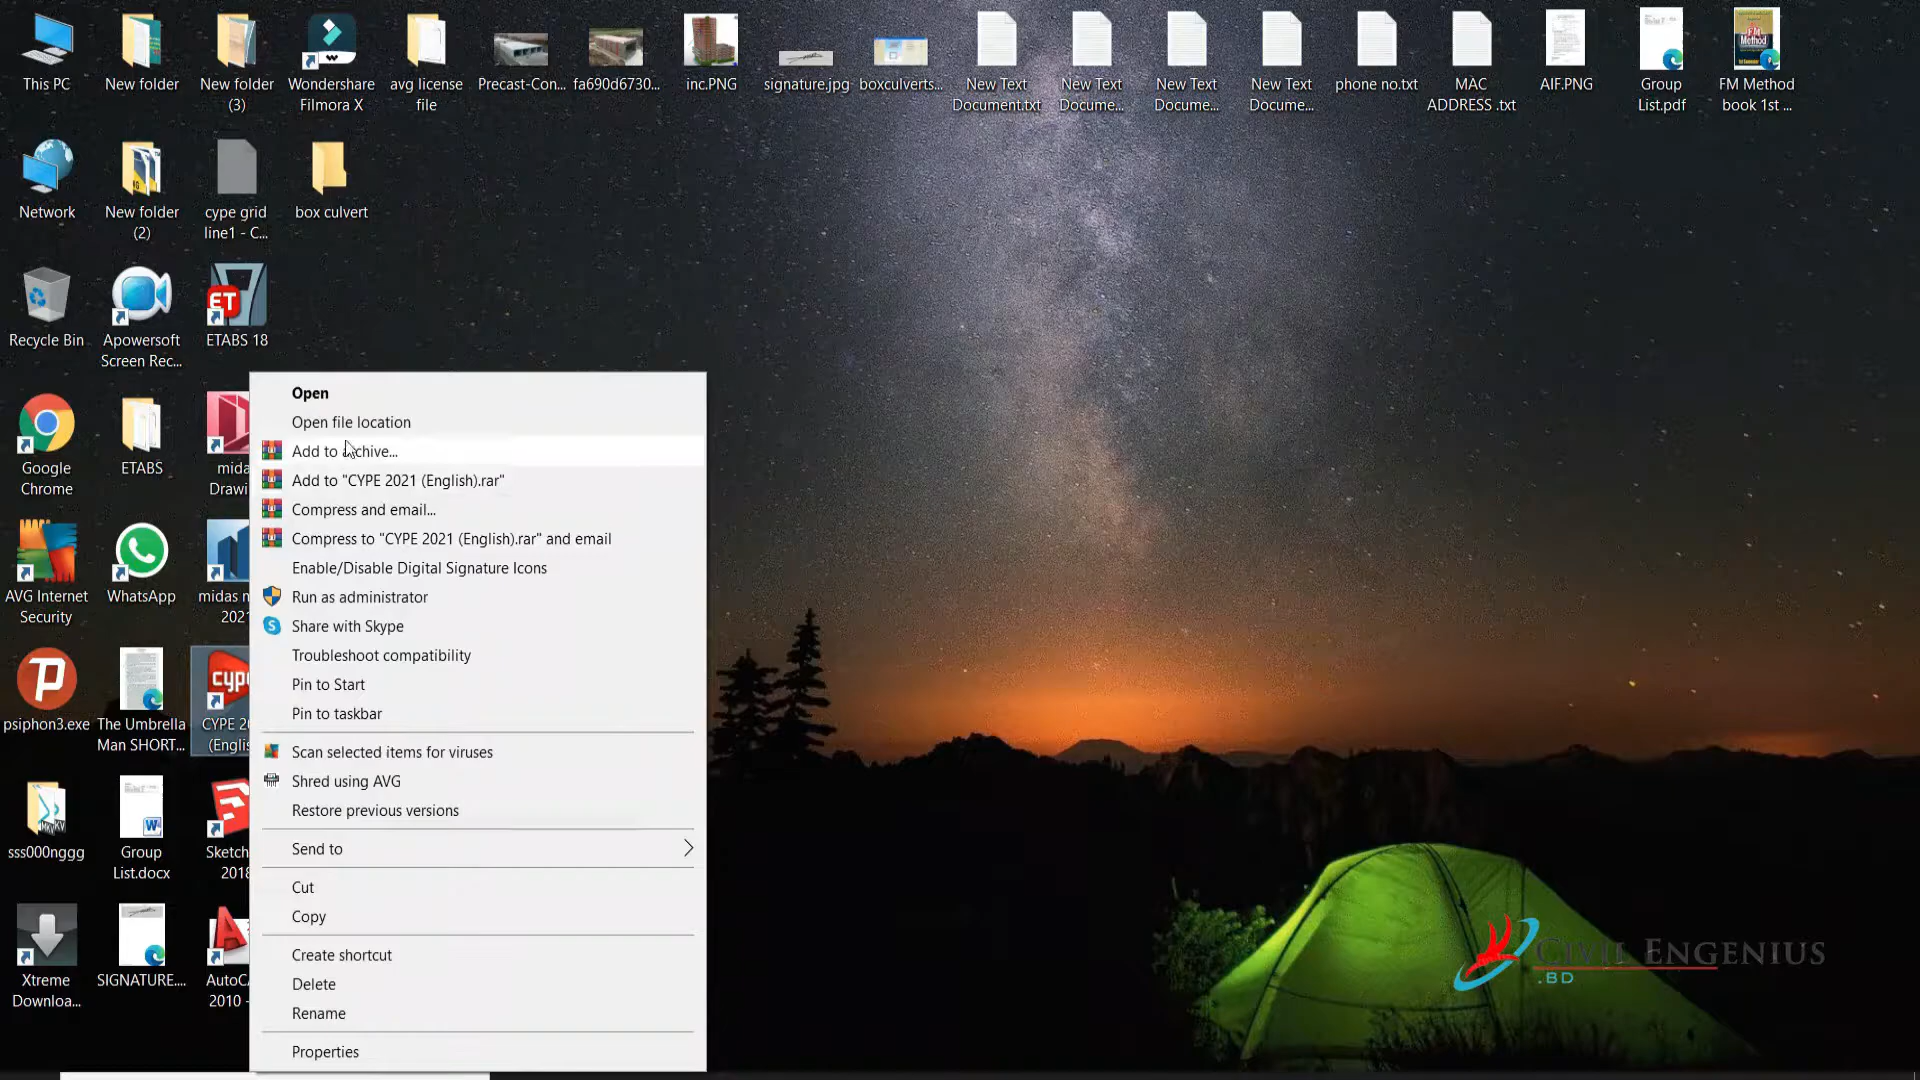 This PC
New folder
New folder
(3)
Wondershare
Filmora X
avg license
file
Precast-Con...
fa690d6730...
inc.PNG
signature.jpg
boxculverts...
New Text
Document.txt
New Text
Docume...
New Text
Docume...
New Text
Docume...
phone no.txt
MAC
ADDRESS .txt
AIF.PNG
Group
List.pdf
FM Method
book 1st ...
Network
New folder
(2)
cype grid
line1 - C...
box culvert
Recycle Bin
Apowersoft
Screen Rec...
ET
ETABS 18
Google
Chrome
ETABS
mida
Drawi
AVG Internet
Security
WhatsApp
midas n
2021
psiphon3.exe
The Umbrella
Man SHORT...
cype
CYPE 20
(Englis
sss000nggg
Group
List.docx
Sketch
2018
Xtreme
Downloa...
SIGNATURE....
AutoCA
2010 -
Open
Open file location
Add to archive...
Add to "CYPE 2021 (English).rar"
Compress and email...
Compress to "CYPE 2021 (English).rar" and email
Enable/Disable Digital Signature Icons
Run as administrator
Share with Skype
Troubleshoot compatibility
Pin to Start
Pin to taskbar
Scan selected items for viruses
Shred using AVG
Restore previous versions
Send to
Cut
Copy
Create shortcut
Delete
Rename
Properties
CIVIL ENGENIUS
.BD